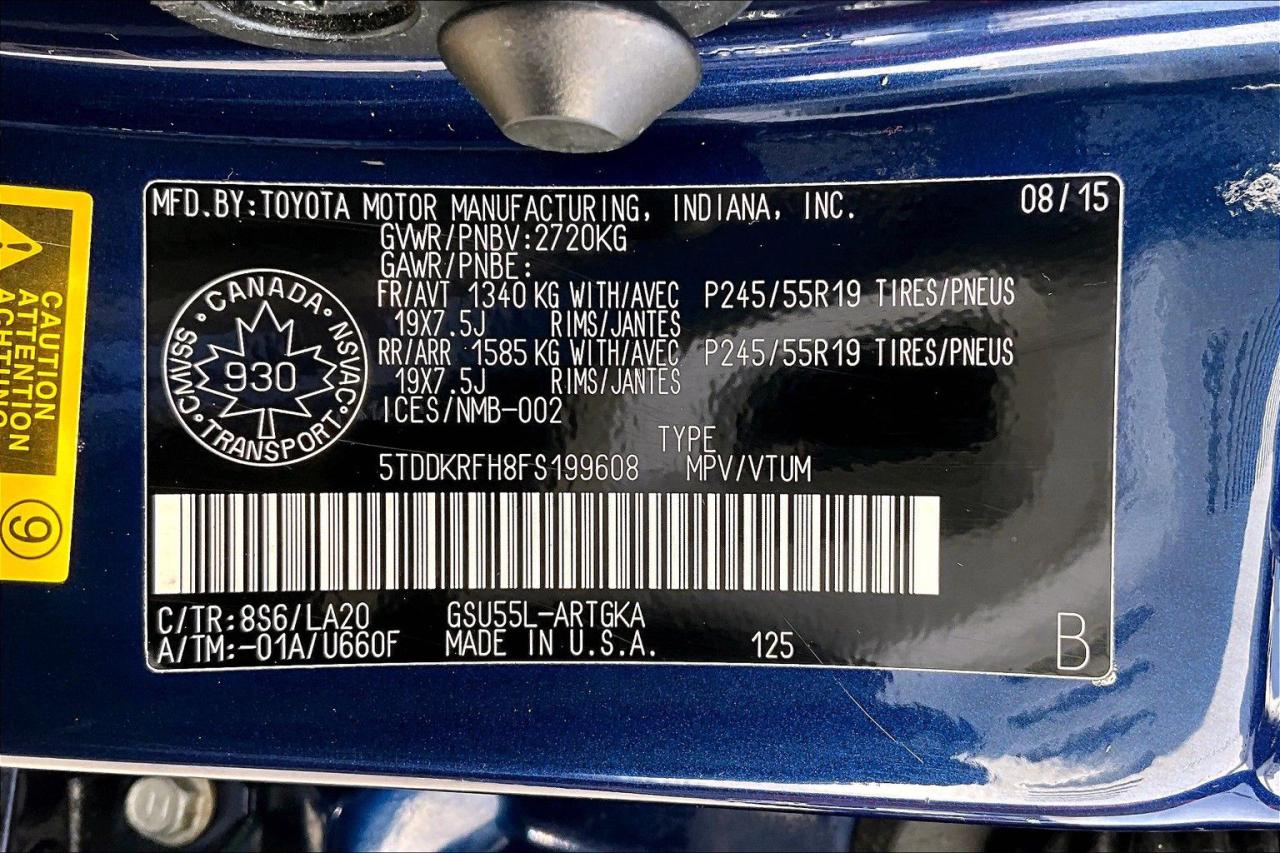 MFD.BY:TOYOTA MOTOR MANUFACTURING, INDIANA, INC. 08/15
GVWR/PNBV:2720KG
GAWR/PNBE:
FR/AVT 1340 KG WITH/AVEC P245/55R19 TIRES/PNEUS
19X7.5J RIMS/JANTES
RR/ARR 1585 KG WITH/AVEC P245/55R19 TIRES/PNEUS
19X7.5J RIMS/JANTES
ICES/NMB-002
TYPE
5TDDKRFH8FS199608 MPV/VTUM
C/TR:8S6/LA20 GSU55L-ARTGKA
A/TM:-01A/U660F MADE IN U.S.A. 125 B
CANADA · NSVAC · TRANSPORT · CMVSS ·
930
CAUTION
ATTENTION
ACHTUNG
9